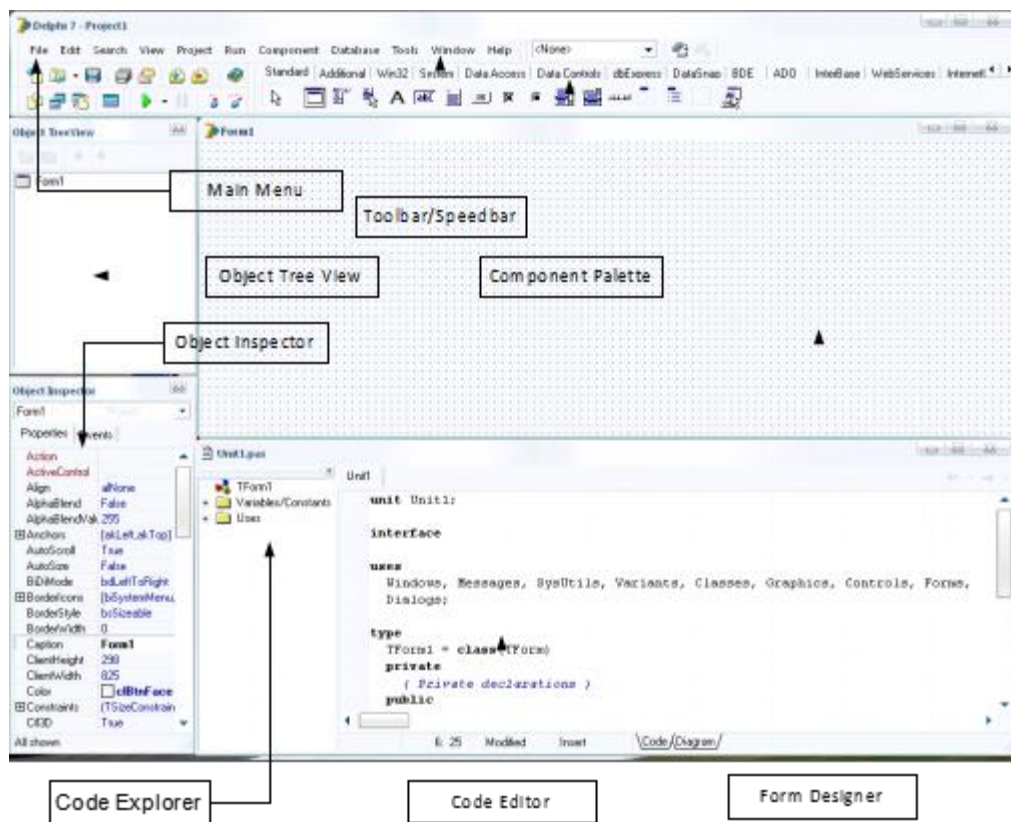 Delphi 7 - Project1
File Edit Search View Project Run Component Database Tools Window Help <None>
Standard Additional Win32 System Data Access Data Controls dbExpress DataSnap BDE ADO InterBase WebServices Internet
Object TreeView
Form1
Form1
Main Menu
Toolbar/Speedbar
Object Tree View
Component Palette
Object Inspector
Object Inspector
Form1
Properties Events
Action
ActiveControl
Align alNone
AlphaBlend False
AlphaBlendVal 255
Anchors [akLeft,akTop]
AutoScroll True
AutoSize False
BiDiMode bdLeftToRight
BorderIcons [biSystemMenu,
BorderStyle bsSizeable
BorderWidth 0
Caption Form1
ClientHeight 298
ClientWidth 825
Color clBtnFace
Constraints (TSizeConstrain
Ctl3D True
All shown
Unit1.pas
TForm1
Variables/Constants
Uses
Unit1
unit Unit1;
interface
uses
Windows, Messages, SysUtils, Variants, Classes, Graphics, Controls, Forms,
Dialogs;
type
TForm1 = class(TForm)
private
{ Private declarations }
public
6: 25 Modified Insert Code Diagram
Code Explorer
Code Editor
Form Designer